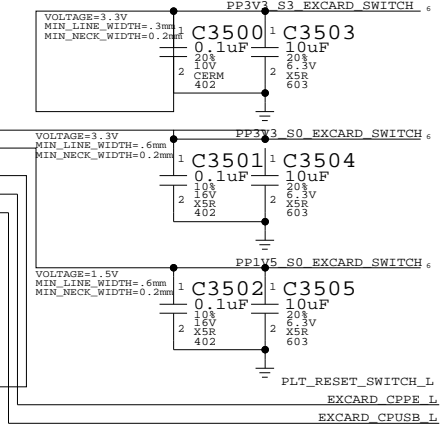 PP3V3_S3_EXCARD_SWITCH 6
VOLTAGE=3.3V
MIN_LINE_WIDTH=.3mm
MIN_NECK_WIDTH=0.2mm
1 C3500 1 C3503
0.1uF 10uF
20% 20%
10V 6.3V
2 CERM 2 X5R
402 603
PP3V3_S0_EXCARD_SWITCH 6
VOLTAGE=3.3V
MIN_LINE_WIDTH=.6mm
MIN_NECK_WIDTH=0.2mm
1 C3501 1 C3504
0.1uF 10uF
10% 20%
16V 6.3V
2 X5R 2 X5R
402 603
PP1V5_S0_EXCARD_SWITCH 6
VOLTAGE=1.5V
MIN_LINE_WIDTH=.6mm
MIN_NECK_WIDTH=0.2mm
1 C3502 1 C3505
0.1uF 10uF
10% 20%
16V 6.3V
2 X5R 2 X5R
402 603
PLT_RESET_SWITCH_L
EXCARD_CPPE_L
EXCARD_CPUSB_L